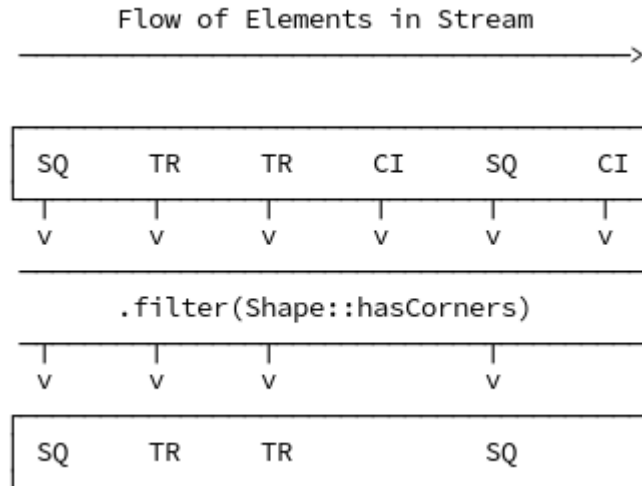 Flow of Elements in Stream
SQ TR TR CI SQ CI
v v v v v v
.filter(Shape::hasCorners)
v v v v
SQ TR TR SQ